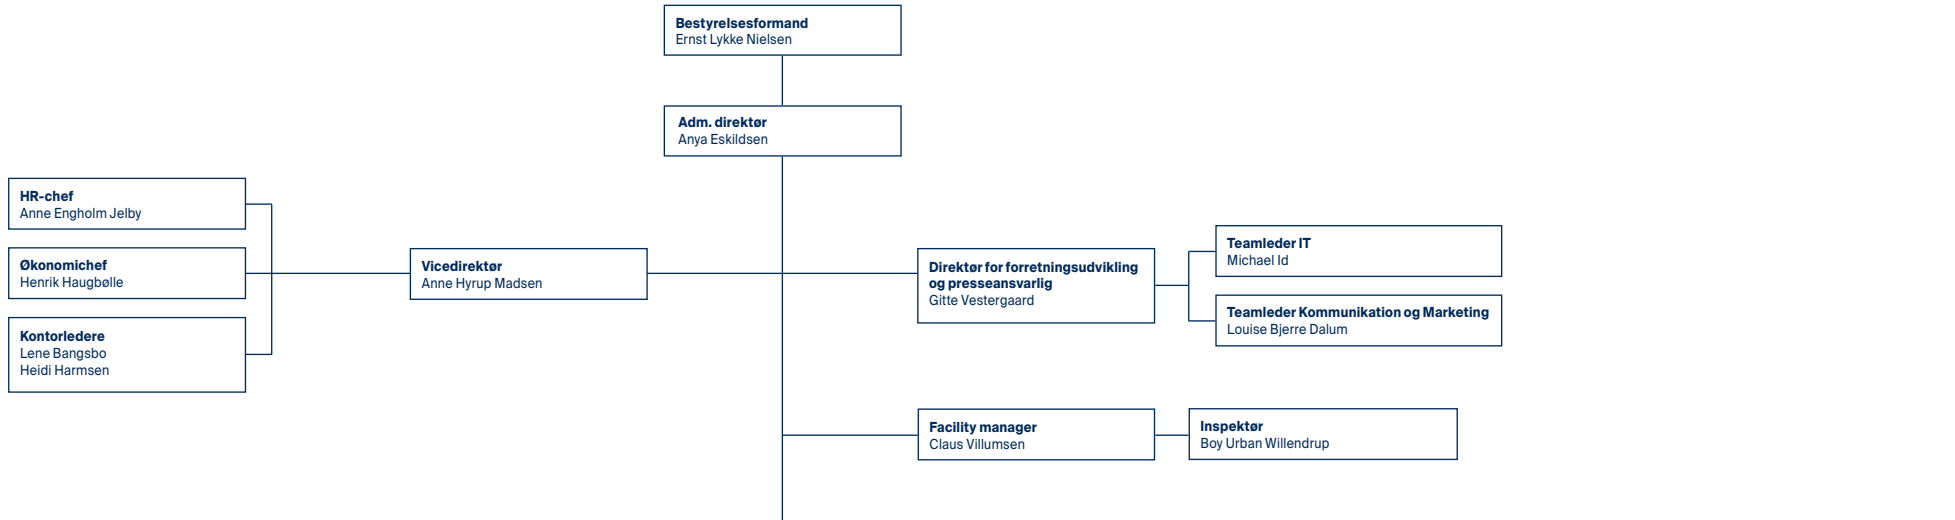 Bestyrelsesformand
Ernst Lykke Nielsen
Adm. direktør
Anya Eskildsen
HR-chef
Anne Engholm Jelby
Økonomichef
Henrik Haugbølle
Kontorledere
Lene Bangsbo
Heidi Harmsen
Vicedirektør
Anne Hyrup Madsen
Direktør for forretningsudvikling
og presseansvarlig
Gitte Vestergaard
Teamleder IT
Michael Id
Teamleder Kommunikation og Marketing
Louise Bjerre Dalum
Facility manager
Claus Villumsen
Inspektør
Boy Urban Willendrup